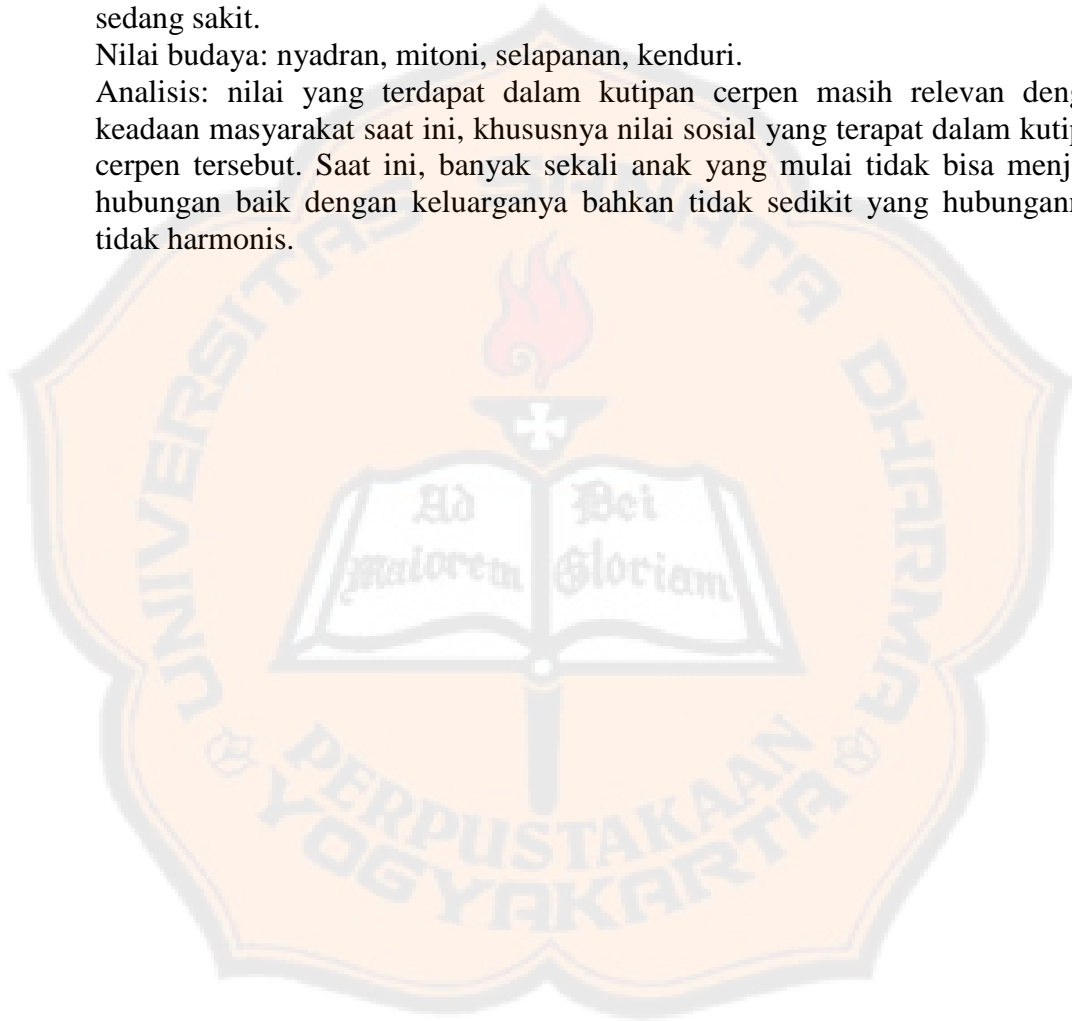 sedang sakit.
Nilai budaya: nyadran, mitoni, selapanan, kenduri.
Analisis: nilai yang terdapat dalam kutipan cerpen masih relevan deng
keadaan masyarakat saat ini, khususnya nilai sosial yang terapat dalam kutip
cerpen tersebut. Saat ini, banyak sekali anak yang mulai tidak bisa menj
hubungan baik dengan keluarganya bahkan tidak sedikit yang hubungann
tidak harmonis.
UNIVERSITAS SANATA DHARMA
Ad Dei
Maiorem Gloriam
PERPUSTAKAAN
YOGYAKARTA